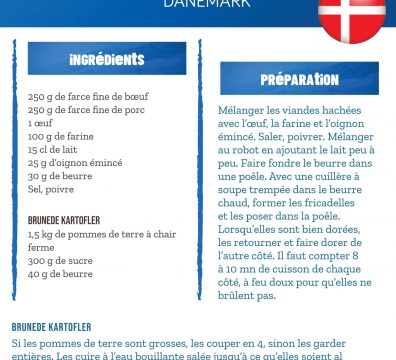 DANEMARK
INGRÉDIENTS
250 g de farce fine de bœuf
250 g de farce fine de porc
1 œuf
100 g de farine
15 cl de lait
25 g d'oignon émincé
30 g de beurre
Sel, poivre
BRUNEDE KARTOFLER
1,5 kg de pommes de terre à chair
ferme
300 g de sucre
40 g de beurre
PRÉPARATION
Mélanger les viandes hachées
avec l'œuf, la farine et l'oignon
émincé. Saler, poivrer. Mélanger
au robot en ajoutant le lait peu à
peu. Faire fondre le beurre dans
une poêle. Avec une cuillère à
soupe trempée dans le beurre
chaud, former les fricadelles
et les poser dans la poêle.
Lorsqu'elles sont bien dorées,
les retourner et faire dorer de
l'autre côté. Il faut compter 8
à 10 mn de cuisson de chaque
côté, à feu doux pour qu'elles ne
brûlent pas.
BRUNEDE KARTOFLER
Si les pommes de terre sont grosses, les couper en 4, sinon les garder
entières. Les cuire à l'eau bouillante salée jusqu'à ce qu'elles soient al